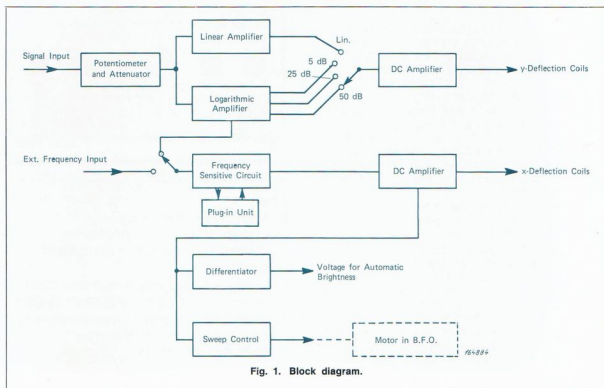 Signal Input
Potentiometer
and Attenuator
Linear Amplifier
Lin.
5 dB
25 dB
50 dB
Logarithmic
Amplifier
DC Amplifier
y-Deflection Coils
Ext. Frequency Input
Frequency
Sensitive Circuit
Plug-in Unit
DC Amplifier
x-Deflection Coils
Differentiator
Voltage for Automatic
Brightness
Sweep Control
Motor in B.F.O.
164884
Fig. 1. Block diagram.